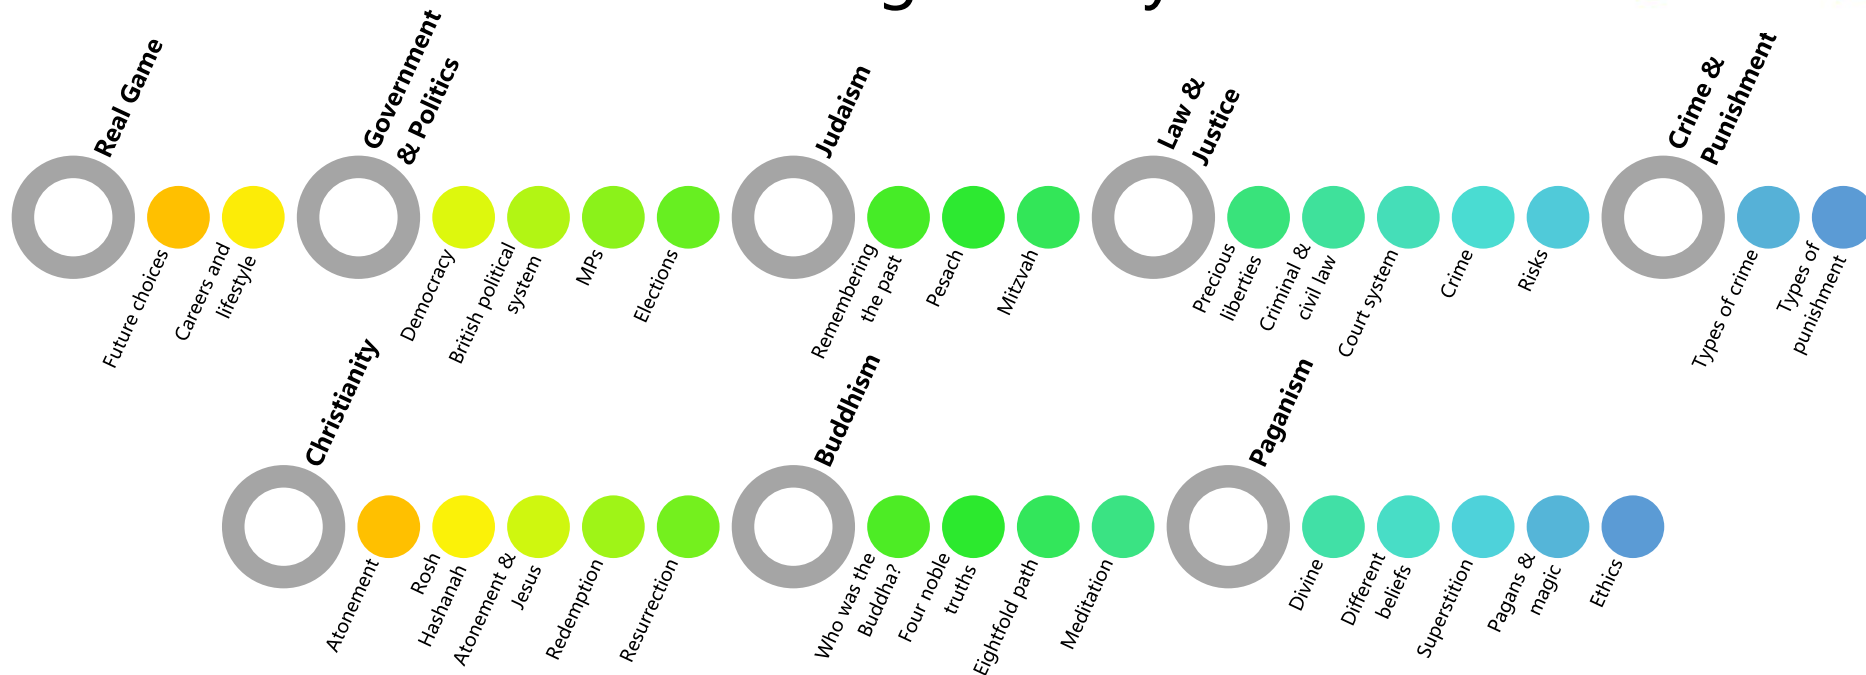 Real Game
Future choices
Careers and
lifestyle
Government
& Politics
Democracy
British political
system
MPs
Elections
Judaism
Remembering
the past
Pesach
Mitzvah
Law &
Justice
Precious
liberties
Criminal &
civil law
Court system
Crime
Risks
Crime &
Punishment
Types of crime
Types of
punishment
Christianity
Atonement
Rosh
Hashanah
Atonement &
Jesus
Redemption
Resurrection
Buddhism
Who was the
Buddha?
Four noble
truths
Eightfold path
Meditation
Paganism
Divine
Different
beliefs
Superstition
Pagans &
magic
Ethics